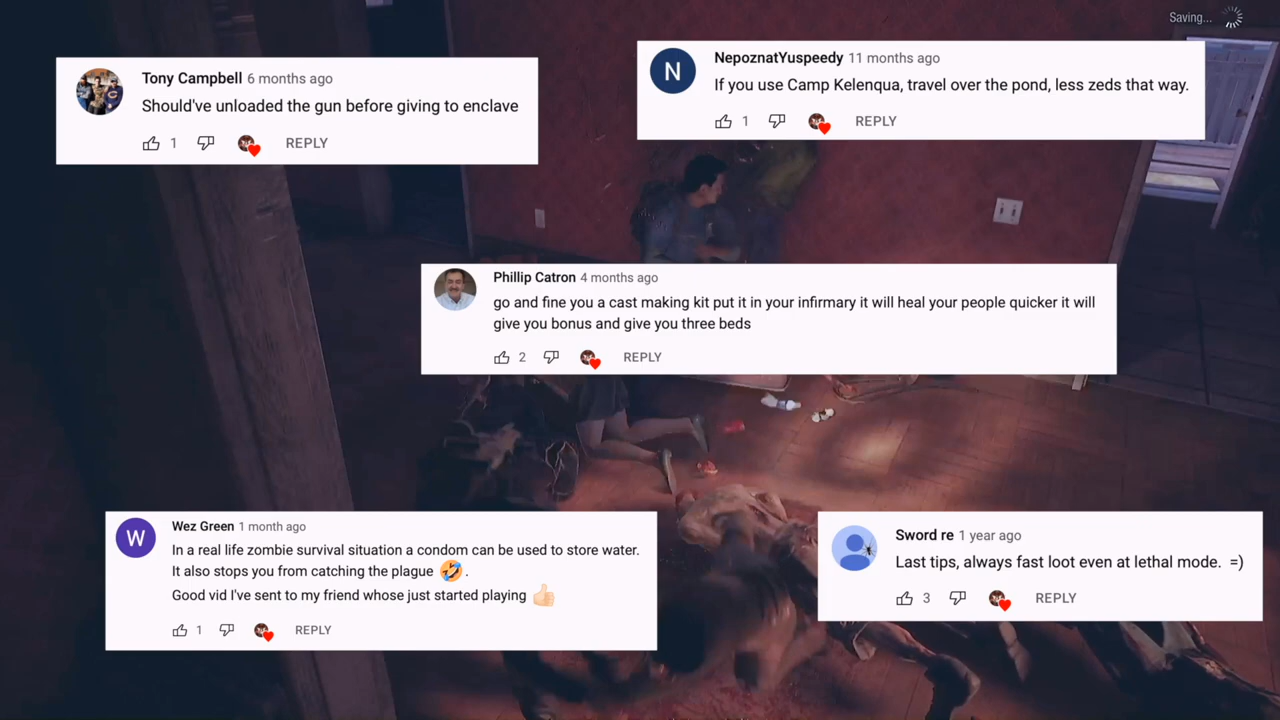 Saving...
Tony Campbell 6 months ago
Should've unloaded the gun before giving to enclave
1 REPLY
N
NepoznatYuspeedy 11 months ago
If you use Camp Kelenqua, travel over the pond, less zeds that way.
1 REPLY
Phillip Catron 4 months ago
go and fine you a cast making kit put it in your infirmary it will heal your people quicker it will
give you bonus and give you three beds
2 REPLY
W
Wez Green 1 month ago
In a real life zombie survival situation a condom can be used to store water.
It also stops you from catching the plague 🤣 .
Good vid I've sent to my friend whose just started playing 👍🏻
1 REPLY
Sword re 1 year ago
Last tips, always fast loot even at lethal mode. =)
3 REPLY